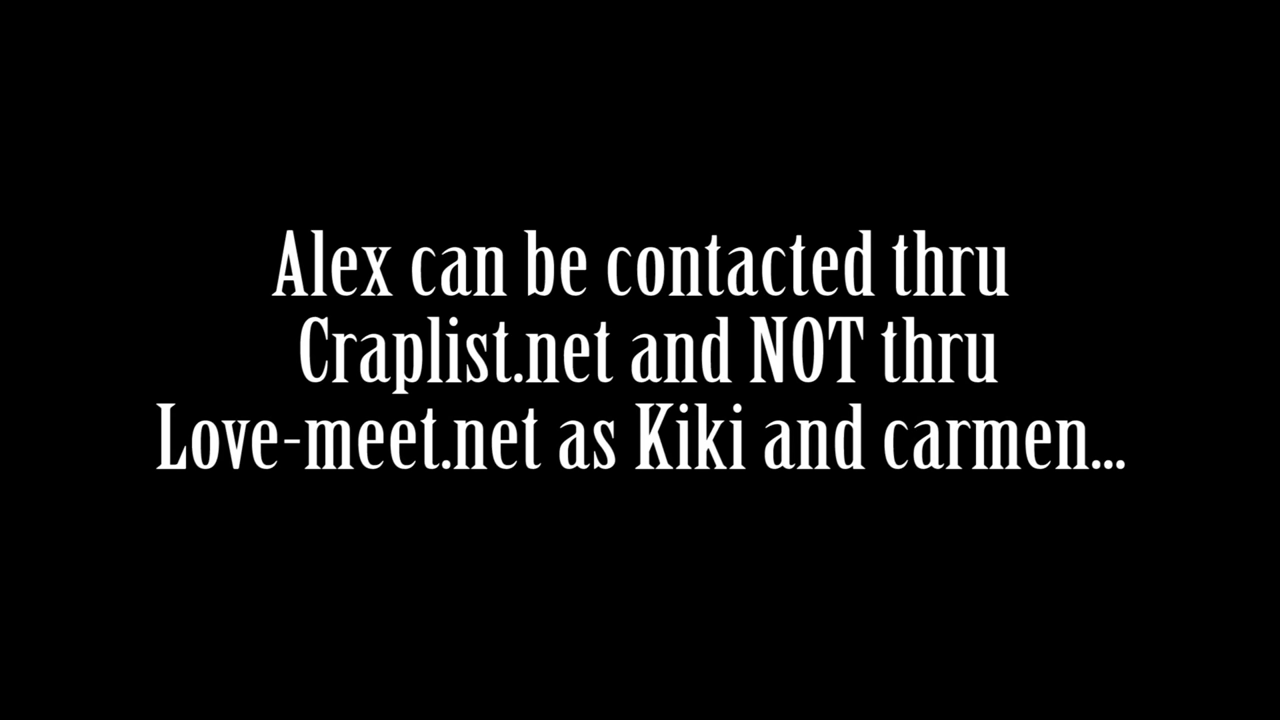 Alex can be contacted thru
Craplist.net and NOT thru
Love-meet.net as Kiki and carmen...